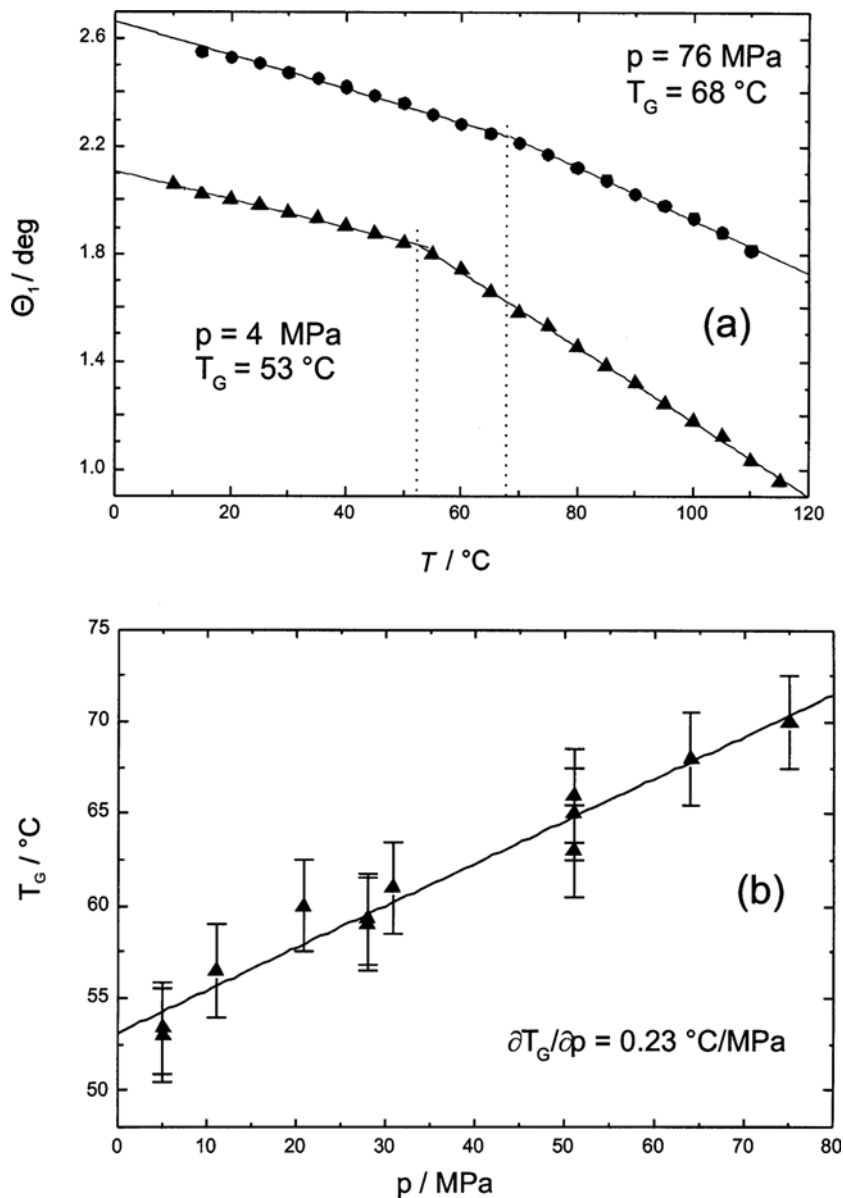 2.6
2.2
1.8
1.4
1.0
Θ₁ / deg
p = 76 MPa
T_G = 68 °C
p = 4 MPa
T_G = 53 °C
(a)
0 20 40 60 80 100 120
T / °C
75
70
65
60
55
50
T_G / °C
(b)
∂T_G/∂p = 0.23 °C/MPa
0 10 20 30 40 50 60 70 80
p / MPa